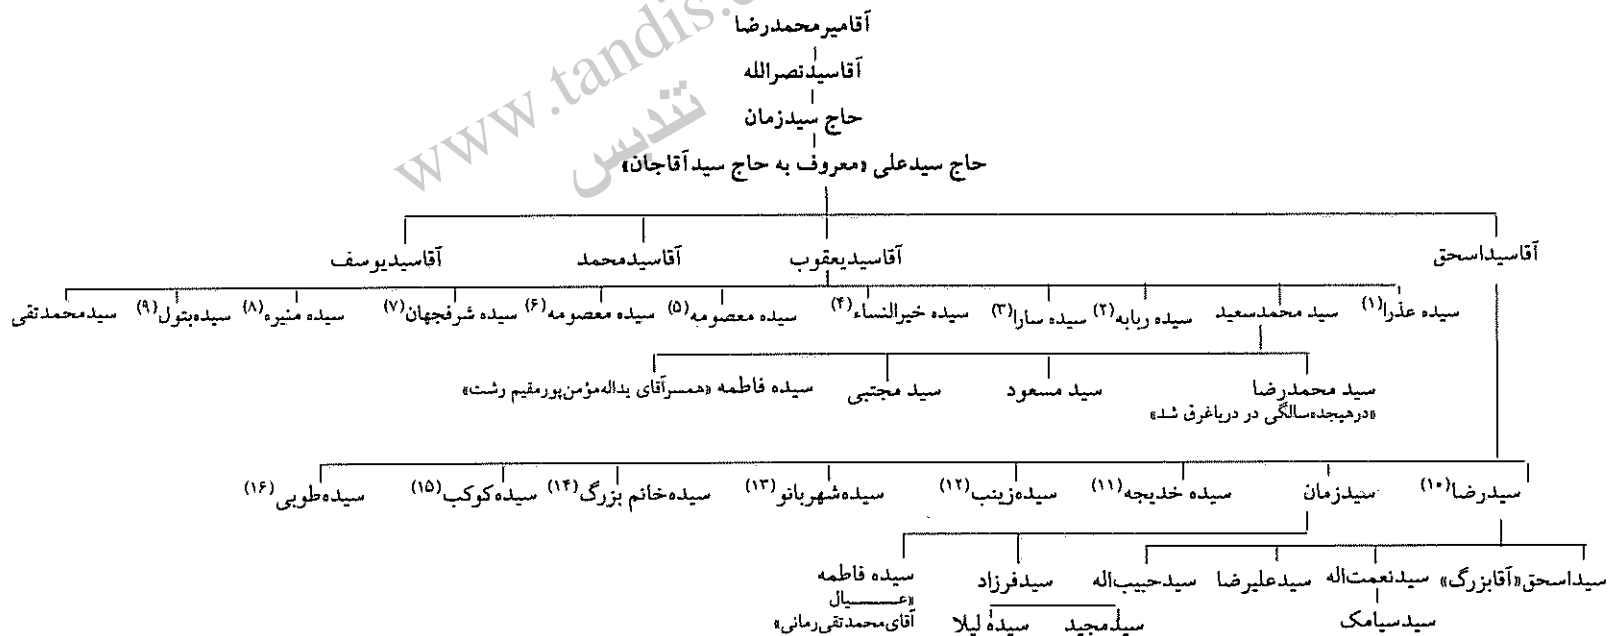 آقامیرمحمدرضا
آقاسیدنصرالله
حاج سیدزمان
حاج سیدعلی «معروف به حاج سیدآقاجان»
آقاسیداسحق آقاسیدیعقوب آقاسیدمحمد آقاسیدیوسف
سیده عذرا(۱) سید محمدسعید سیده ربابه(۲) سیده سارا(۳) سیده خیرالنساء(۴) سیده معصومه(۵) سیده معصومه(۶) سیده شرفجهان(۷) سیده منیره(۸) سیده‌بتول(۹) سیدمحمدتقی
سید محمدرضا سید مسعود سید مجتبی سیده فاطمه «همسرآقای یداله‌مؤمن‌پورمقیم رشت»
«درهیجده‌سالگی در دریاغرق شد»
سیدرضا(۱۰) سیدزمان سیده خدیجه(۱۱) سیده‌زینب(۱۲) سیده‌شهربانو(۱۳) سیده‌خانم بزرگ(۱۴) سیده‌کوکب(۱۵) سیده‌طوبی(۱۶)
سیداسحق«آقابزرگ» سیدنعمت‌اله سیدعلیرضا سیدحبیب‌اله سیدفرزاد سیده فاطمه
«عیال
سیدسیامک سیدمجید سیده لیلا آقای‌محمدتقی‌رمانی»
www.tandis.c
تندیس